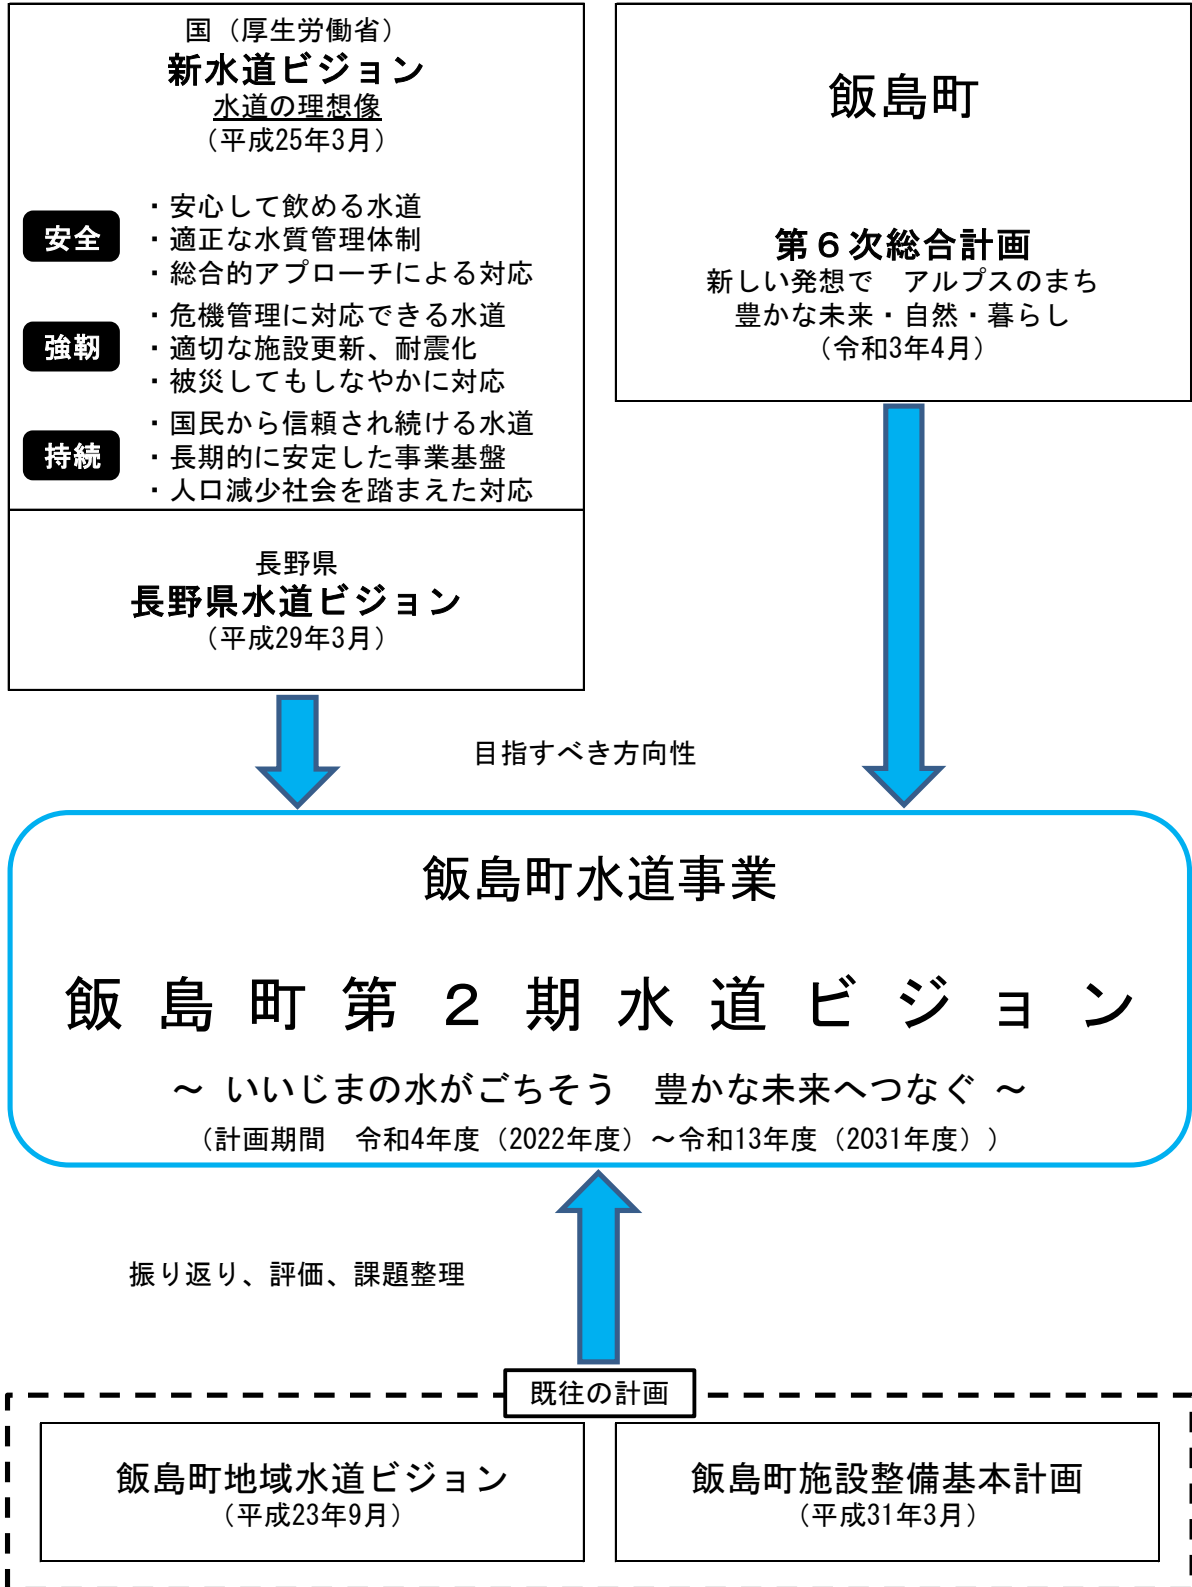 国（厚生労働省）
新水道ビジョン
水道の理想像
（平成25年3月）
安全
・安心して飲める水道
・適正な水質管理体制
・総合的アプローチによる対応
強靭
・危機管理に対応できる水道
・適切な施設更新、耐震化
・被災してもしなやかに対応
持続
・国民から信頼され続ける水道
・長期的に安定した事業基盤
・人口減少社会を踏まえた対応
長野県
長野県水道ビジョン
（平成29年3月）
飯島町
第６次総合計画
新しい発想で　アルプスのまち
豊かな未来・自然・暮らし
（令和3年4月）
目指すべき方向性
飯島町水道事業
飯島町第２期水道ビジョン
～ いいじまの水がごちそう　豊かな未来へつなぐ ～
（計画期間　令和4年度（2022年度）～令和13年度（2031年度））
振り返り、評価、課題整理
既往の計画
飯島町地域水道ビジョン
（平成23年9月）
飯島町施設整備基本計画
（平成31年3月）